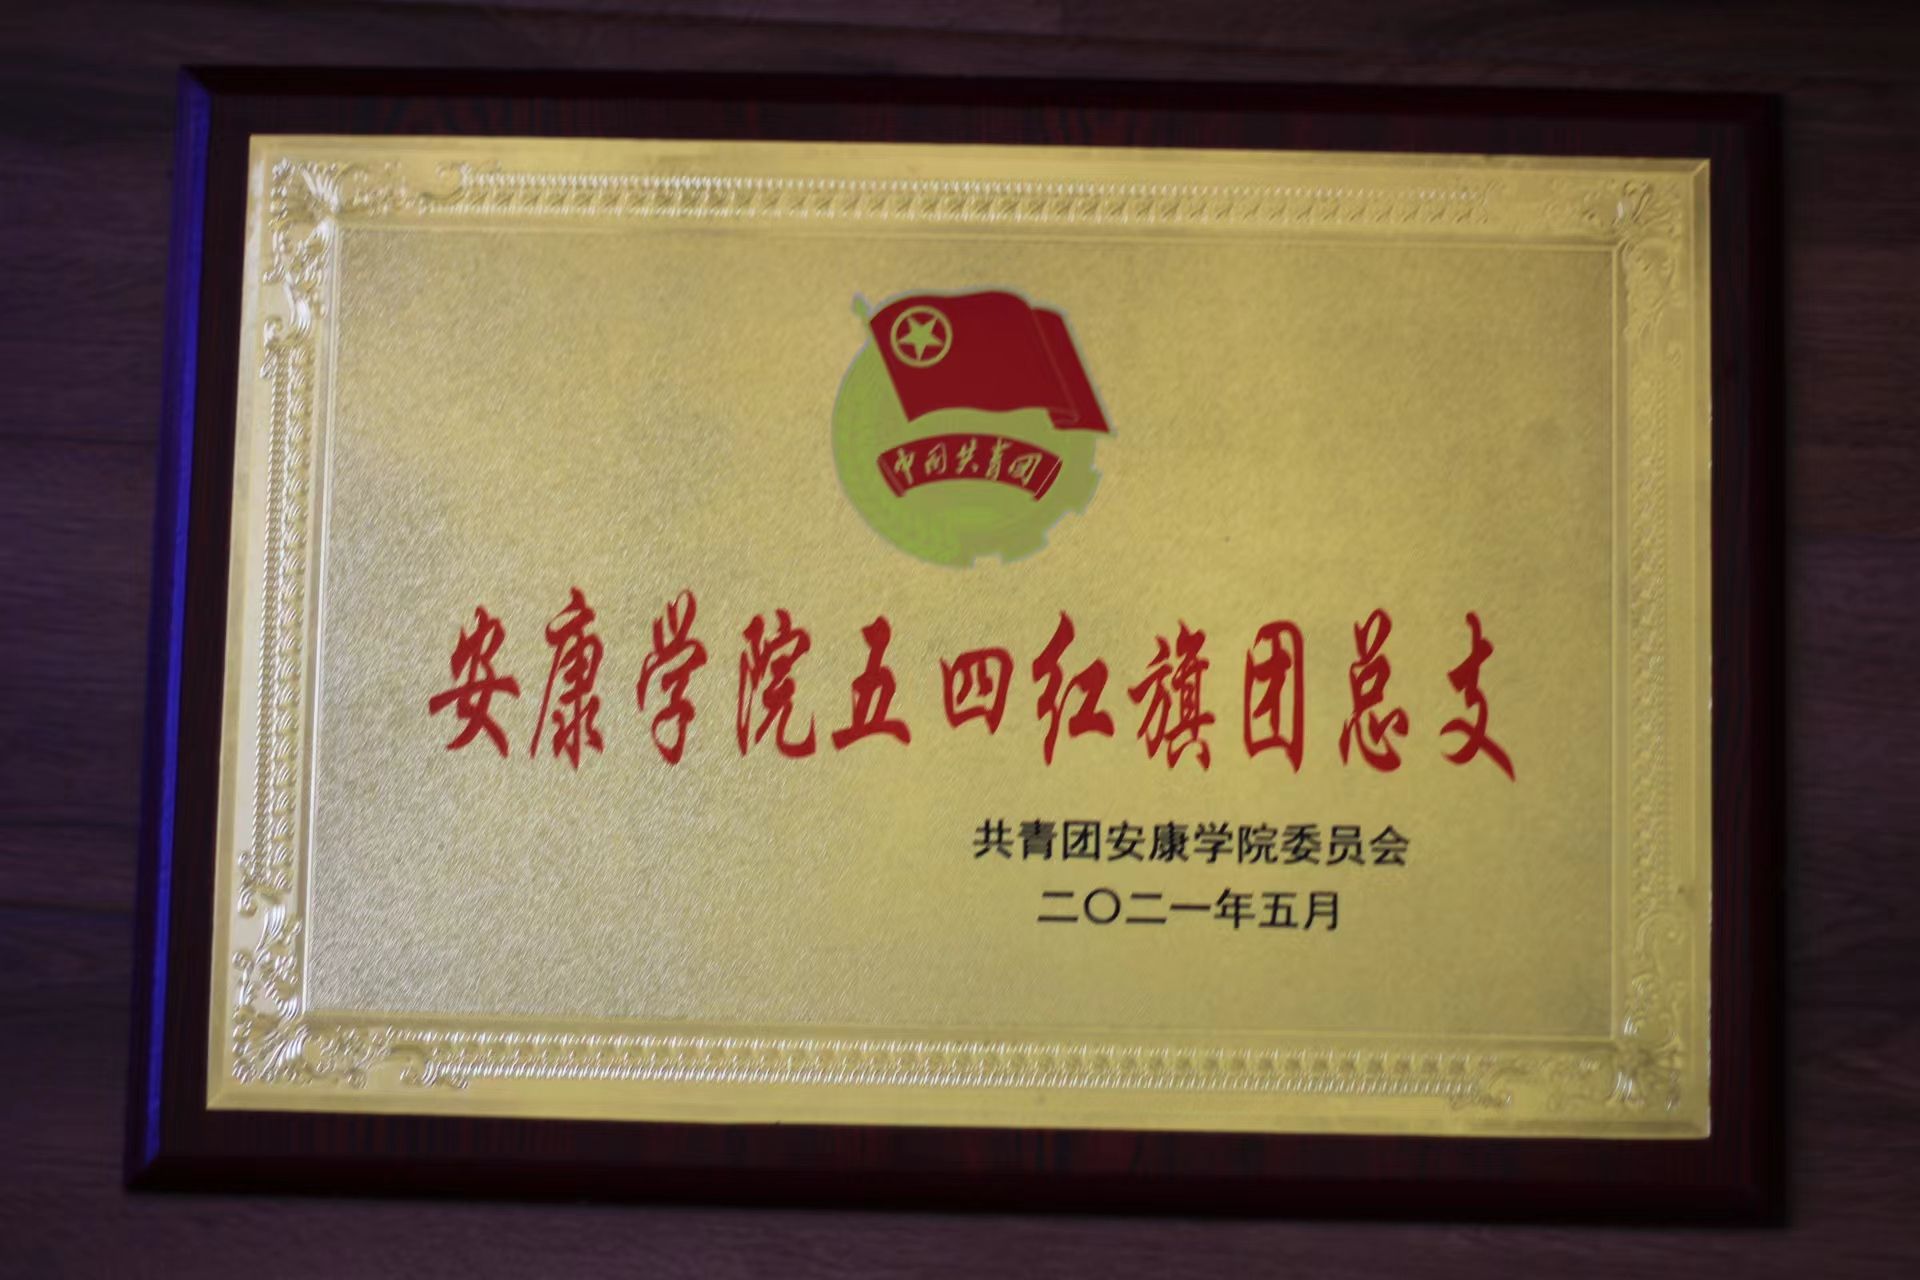 中国共青团
安康学院五四红旗团总支
共青团安康学院委员会
二〇二一年五月